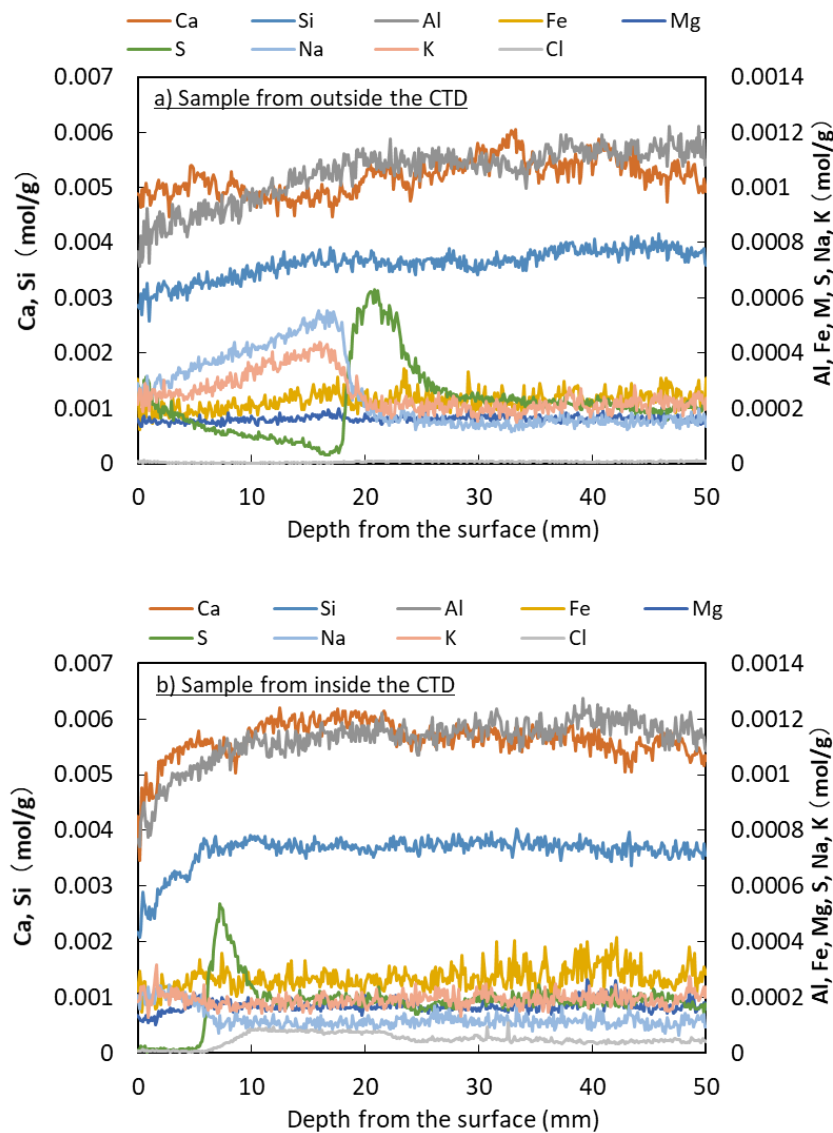 Ca Si Al Fe Mg
S Na K Cl
a) Sample from outside the CTD
0.007 0.0014
0.006 0.0012
0.005 0.001
0.004 0.0008
0.003 0.0006
0.002 0.0004
0.001 0.0002
0 0
Ca, Si （mol/g）
Al, Fe, M, S, Na, K （mol/g）
0 10 20 30 40 50
Depth from the surface (mm)
Ca Si Al Fe Mg
S Na K Cl
b) Sample from inside the CTD
0.007 0.0014
0.006 0.0012
0.005 0.001
0.004 0.0008
0.003 0.0006
0.002 0.0004
0.001 0.0002
0 0
Ca, Si （mol/g）
Al, Fe, Mg, S, Na, K （mol/g）
0 10 20 30 40 50
Depth from the surface (mm)